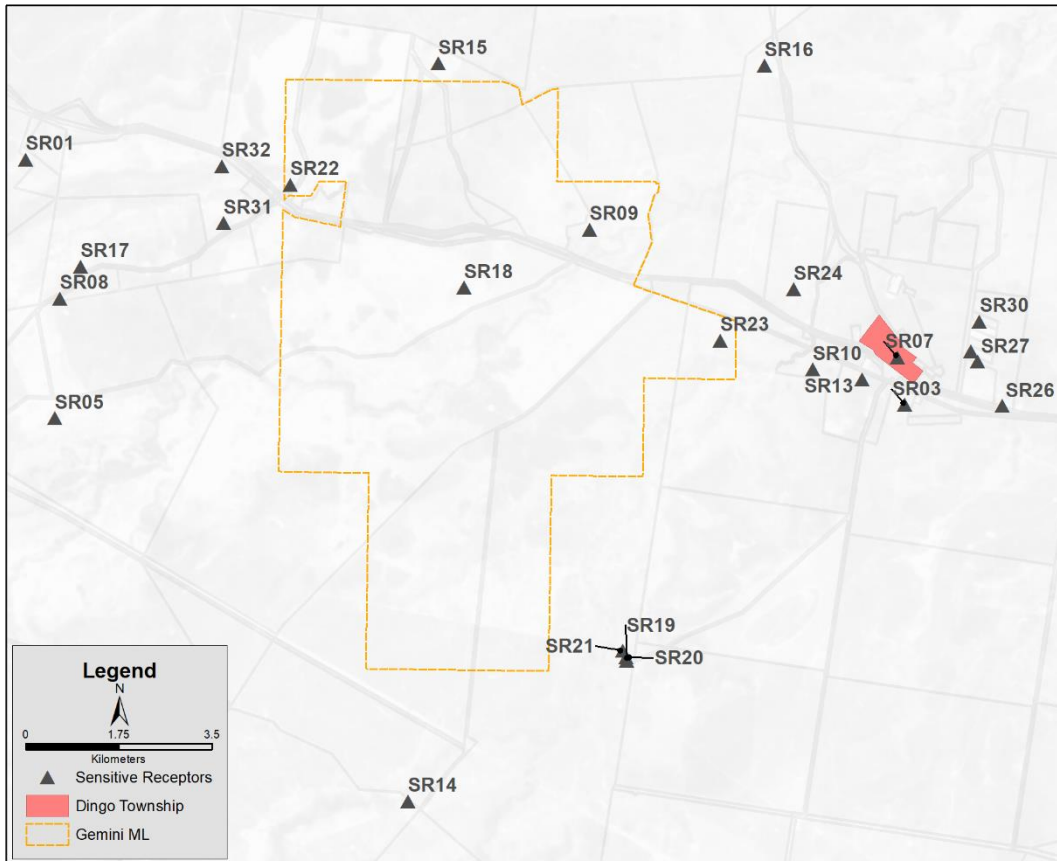 SR15
SR16
SR01
SR32
SR22
SR31
SR09
SR17
SR18
SR24
SR08
SR30
SR23
SR07
SR27
SR10
SR13
SR03
SR26
SR05
SR19
SR21
SR20
SR14
Legend
N
0 1.75 3.5
Kilometers
Sensitive Receptors
Dingo Township
Gemini ML